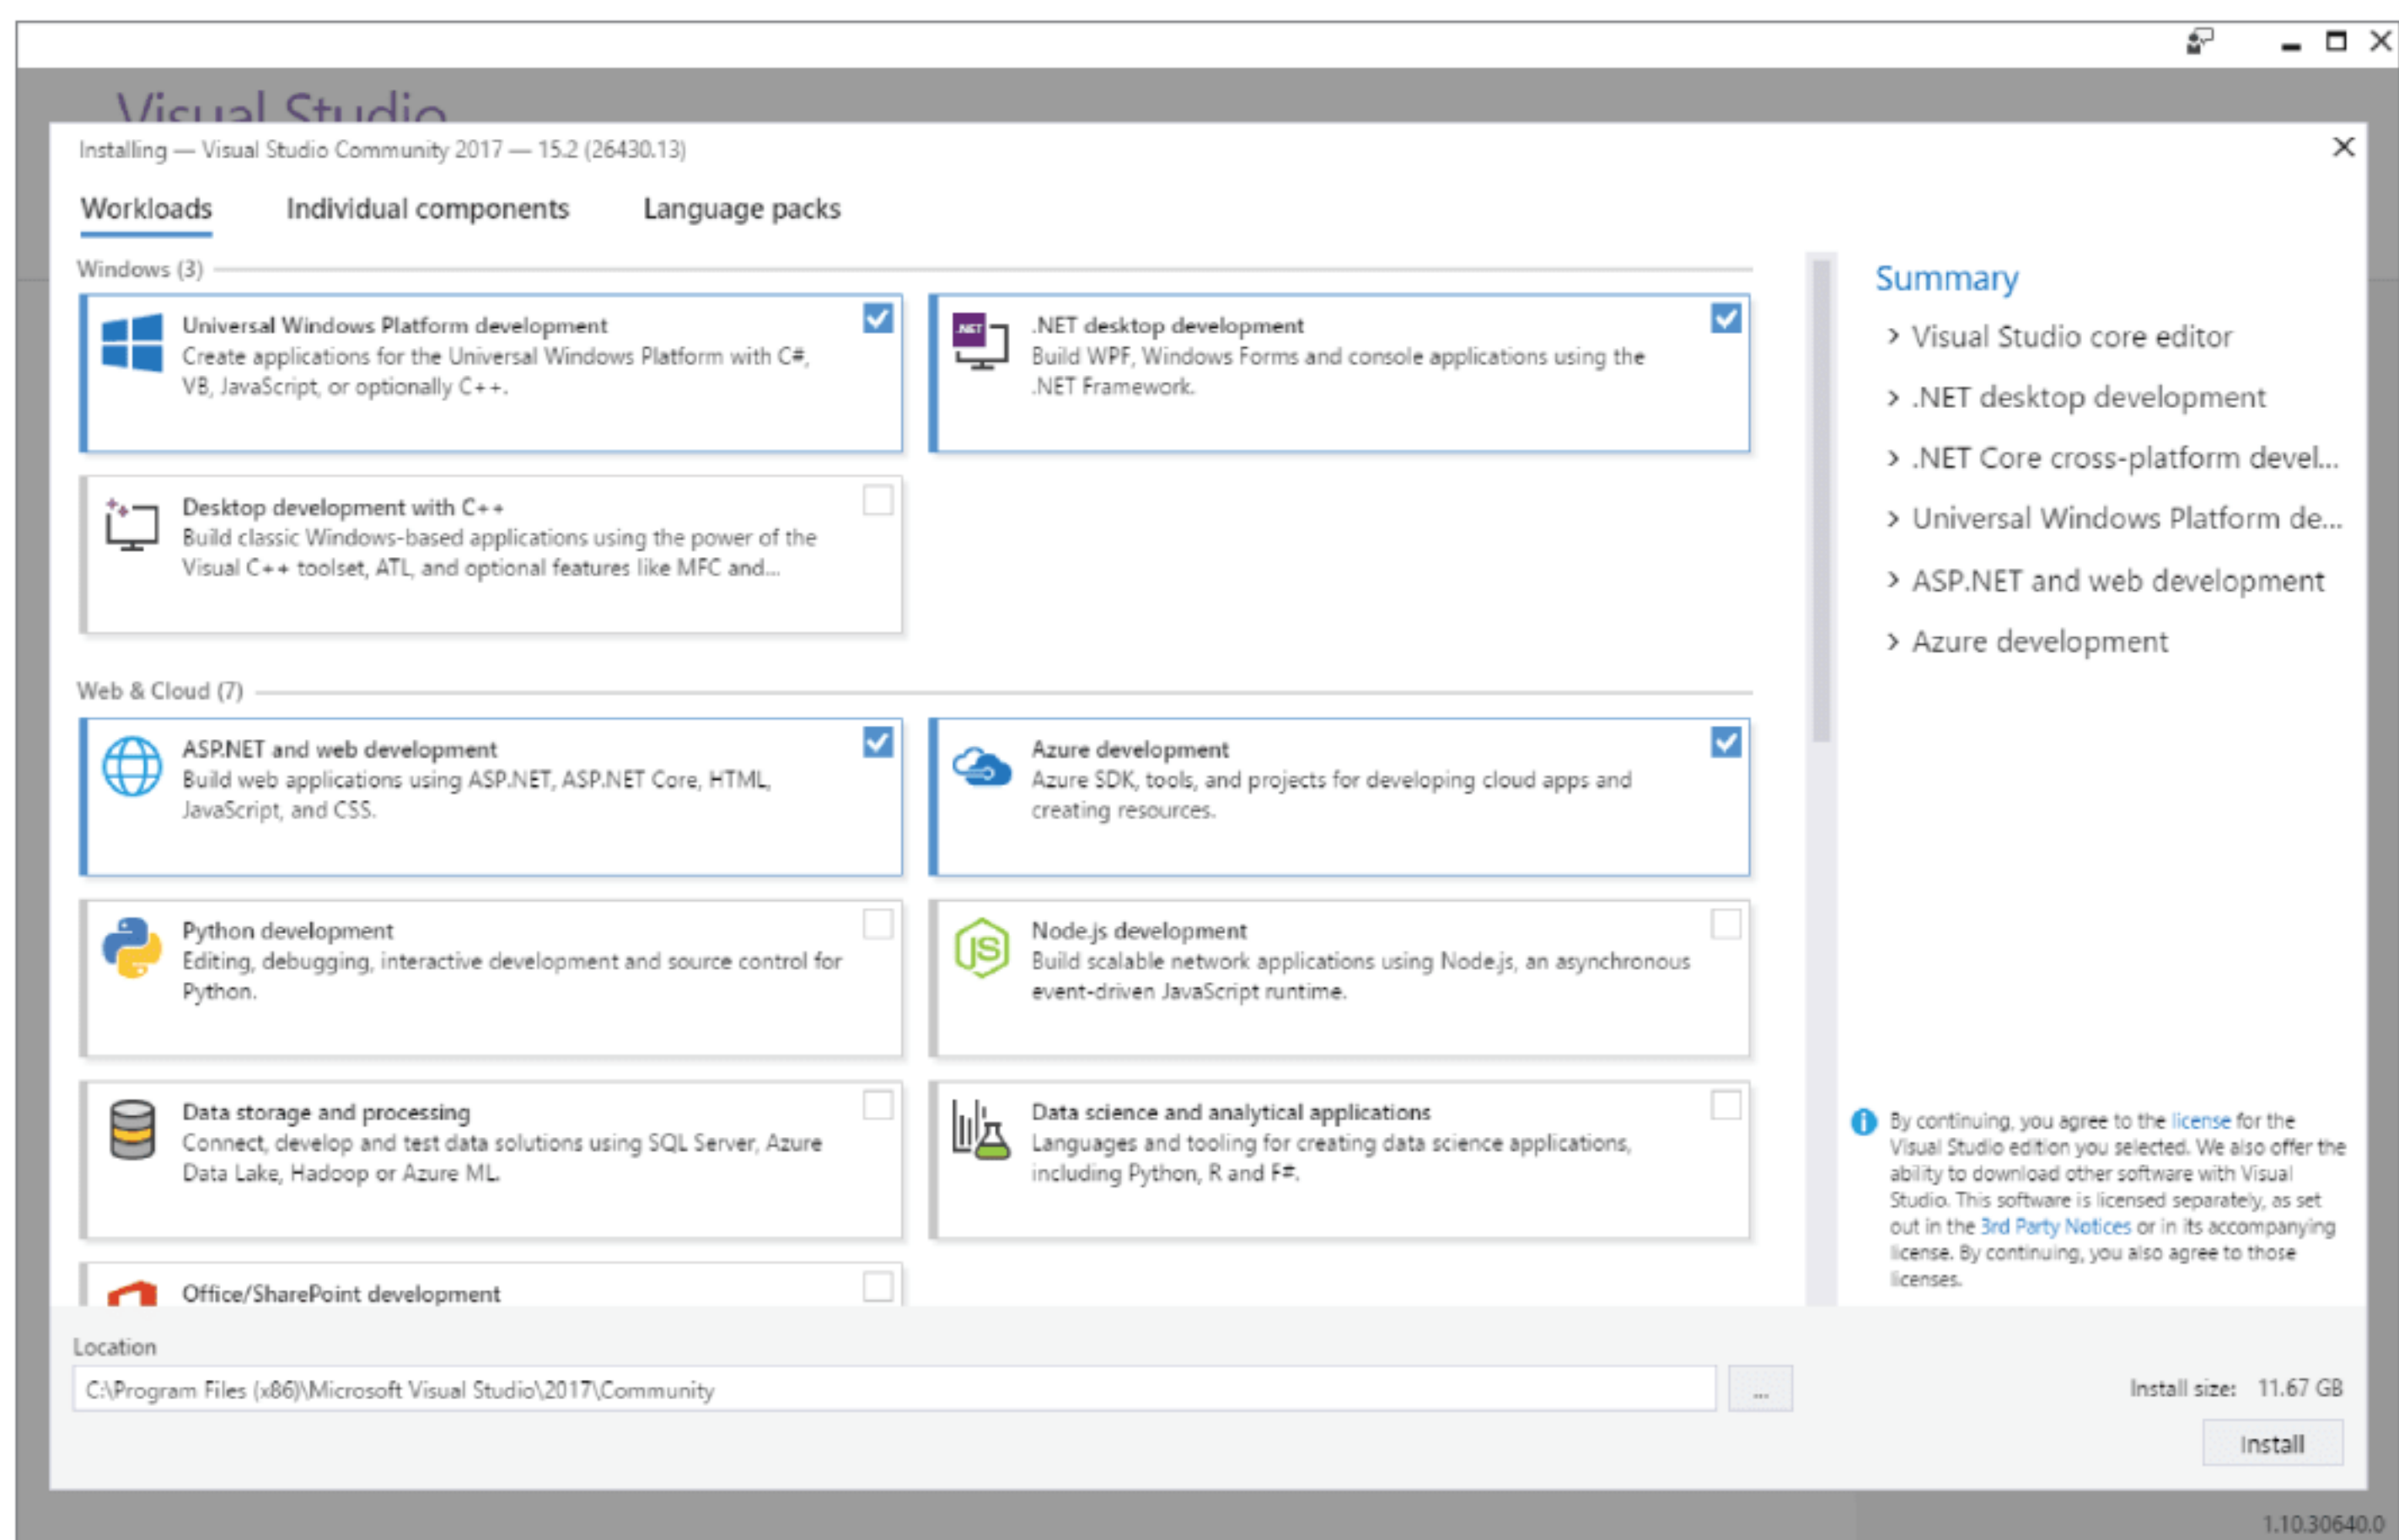 Visual Studio
Installing — Visual Studio Community 2017 — 15.2 (26430.13)
Workloads
Individual components
Language packs
Windows (3)
Universal Windows Platform development
Create applications for the Universal Windows Platform with C#,
VB, JavaScript, or optionally C++.
.NET
.NET desktop development
Build WPF, Windows Forms and console applications using the
.NET Framework.
Desktop development with C++
Build classic Windows-based applications using the power of the
Visual C++ toolset, ATL, and optional features like MFC and...
Web & Cloud (7)
ASP.NET and web development
Build web applications using ASP.NET, ASP.NET Core, HTML,
JavaScript, and CSS.
Azure development
Azure SDK, tools, and projects for developing cloud apps and
creating resources.
Python development
Editing, debugging, interactive development and source control for
Python.
JS
Node.js development
Build scalable network applications using Node.js, an asynchronous
event-driven JavaScript runtime.
Data storage and processing
Connect, develop and test data solutions using SQL Server, Azure
Data Lake, Hadoop or Azure ML.
Data science and analytical applications
Languages and tooling for creating data science applications,
including Python, R and F#.
Office/SharePoint development
Summary
> Visual Studio core editor
> .NET desktop development
> .NET Core cross-platform devel...
> Universal Windows Platform de...
> ASP.NET and web development
> Azure development
By continuing, you agree to the license for the
Visual Studio edition you selected. We also offer the
ability to download other software with Visual
Studio. This software is licensed separately, as set
out in the 3rd Party Notices or in its accompanying
license. By continuing, you also agree to those
licenses.
Location
C:\Program Files (x86)\Microsoft Visual Studio\2017\Community
...
Install size: 11.67 GB
Install
1.10.30640.0